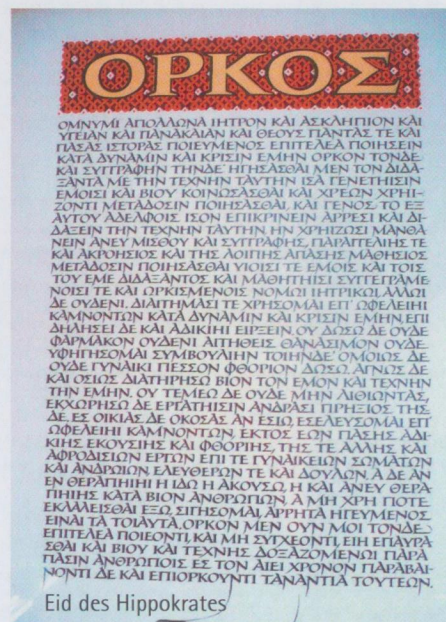 ΟΡΚΟΣ
ΟΜΝΥΜΙ ΑΠΟΛΛΩΝΑ ΙΗΤΡΟΝ ΚΑΙ ΑΣΚΛΗΠΙΟΝ ΚΑΙ
ΥΓΕΙΑΝ ΚΑΙ ΠΑΝΑΚΑΙΑΝ ΚΑΙ ΘΕΟΥΣ ΠΑΝΤΑΣ ΤΕ ΚΑΙ
ΠΑΣΑΣ ΙΣΤΟΡΑΣ ΠΟΙΕΥΜΕΝΟΣ ΕΠΙΤΕΛΕΑ ΠΟΙΗΣΕΙΝ
ΚΑΤΑ ΔΥΝΑΜΙΝ ΚΑΙ ΚΡΙΣΙΝ ΕΜΗΝ ΟΡΚΟΝ ΤΟΝΔΕ
ΚΑΙ ΣΥΓΓΡΑΦΗΝ ΤΗΝΔΕ· ΗΓΗΣΑΣΘΑΙ ΜΕΝ ΤΟΝ ΔΙΔΑ-
ΞΑΝΤΑ ΜΕ ΤΗΝ ΤΕΧΝΗΝ ΤΑΥΤΗΝ ΙΣΑ ΓΕΝΕΤΗΙΣΙΝ
ΕΜΟΙΣΙ ΚΑΙ ΒΙΟΥ ΚΟΙΝΩΣΑΣΘΑΙ ΚΑΙ ΧΡΕΩΝ ΧΡΗΙ-
ΖΟΝΤΙ ΜΕΤΑΔΟΣΙΝ ΠΟΙΗΣΑΣΘΑΙ, ΚΑΙ ΓΕΝΟΣ ΤΟ ΕΞ
ΑΥΤΟΥ ΑΔΕΛΦΟΙΣ ΙΣΟΝ ΕΠΙΚΡΙΝΕΙΝ ΑΡΡΕΣΙ ΚΑΙ ΔΙ-
ΔΑΞΕΙΝ ΤΗΝ ΤΕΧΝΗΝ ΤΑΥΤΗΝ, ΗΝ ΧΡΗΙΖΩΣΙ ΜΑΝΘΑ-
ΝΕΙΝ ΑΝΕΥ ΜΙΣΘΟΥ ΚΑΙ ΣΥΓΓΡΑΦΗΣ, ΠΑΡΑΓΓΕΛΙΗΣ ΤΕ
ΚΑΙ ΑΚΡΟΗΣΙΟΣ ΚΑΙ ΤΗΣ ΛΟΙΠΗΣ ΑΠΑΣΗΣ ΜΑΘΗΣΙΟΣ
ΜΕΤΑΔΟΣΙΝ ΠΟΙΗΣΑΣΘΑΙ ΥΙΟΙΣΙ ΤΕ ΕΜΟΙΣ ΚΑΙ ΤΟΙΣ
ΤΟΥ ΕΜΕ ΔΙΔΑΞΑΝΤΟΣ ΚΑΙ ΜΑΘΗΤΗΙΣΙ ΣΥΓΓΕΓΡΑΜΕ-
ΝΟΙΣΙ ΤΕ ΚΑΙ ΩΡΚΙΣΜΕΝΟΙΣ ΝΟΜΩΙ ΙΗΤΡΙΚΩΙ, ΑΛΛΩΙ
ΔΕ ΟΥΔΕΝΙ. ΔΙΑΙΤΗΜΑΣΙ ΤΕ ΧΡΗΣΟΜΑΙ ΕΠ' ΩΦΕΛΕΙΗΙ
ΚΑΜΝΟΝΤΩΝ ΚΑΤΑ ΔΥΝΑΜΙΝ ΚΑΙ ΚΡΙΣΙΝ ΕΜΗΝ, ΕΠΙ
ΔΗΛΗΣΕΙ ΔΕ ΚΑΙ ΑΔΙΚΙΗΙ ΕΙΡΞΕΙΝ. ΟΥ ΔΩΣΩ ΔΕ ΟΥΔΕ
ΦΑΡΜΑΚΟΝ ΟΥΔΕΝΙ ΑΙΤΗΘΕΙΣ ΘΑΝΑΣΙΜΟΝ ΟΥΔΕ
ΥΦΗΓΗΣΟΜΑΙ ΣΥΜΒΟΥΛΙΗΝ ΤΟΙΗΝΔΕ· ΟΜΟΙΩΣ ΔΕ
ΟΥΔΕ ΓΥΝΑΙΚΙ ΠΕΣΣΟΝ ΦΘΟΡΙΟΝ ΔΩΣΩ. ΑΓΝΩΣ ΔΕ
ΚΑΙ ΟΣΙΩΣ ΔΙΑΤΗΡΗΣΩ ΒΙΟΝ ΤΟΝ ΕΜΟΝ ΚΑΙ ΤΕΧΝΗΝ
ΤΗΝ ΕΜΗΝ. ΟΥ ΤΕΜΕΩ ΔΕ ΟΥΔΕ ΜΗΝ ΛΙΘΙΩΝΤΑΣ,
ΕΚΧΩΡΗΣΩ ΔΕ ΕΡΓΑΤΗΙΣΙΝ ΑΝΔΡΑΣΙ ΠΡΗΞΙΟΣ ΤΗΣ
ΔΕ. ΕΣ ΟΙΚΙΑΣ ΔΕ ΟΚΟΣΑΣ ΑΝ ΕΣΙΩ, ΕΣΕΛΕΥΣΟΜΑΙ ΕΠ'
ΩΦΕΛΕΙΗΙ ΚΑΜΝΟΝΤΩΝ, ΕΚΤΟΣ ΕΩΝ ΠΑΣΗΣ ΑΔΙ-
ΚΙΗΣ ΕΚΟΥΣΙΗΣ ΚΑΙ ΦΘΟΡΙΗΣ, ΤΗΣ ΤΕ ΑΛΛΗΣ ΚΑΙ
ΑΦΡΟΔΙΣΙΩΝ ΕΡΓΩΝ ΕΠΙ ΤΕ ΓΥΝΑΙΚΕΙΩΝ ΣΩΜΑΤΩΝ
ΚΑΙ ΑΝΔΡΩΙΩΝ, ΕΛΕΥΘΕΡΩΝ ΤΕ ΚΑΙ ΔΟΥΛΩΝ. Α Δ' ΑΝ
ΕΝ ΘΕΡΑΠΗΙΗΙ Η ΙΔΩ Η ΑΚΟΥΣΩ, Η ΚΑΙ ΑΝΕΥ ΘΕΡΑ-
ΠΗΙΗΣ ΚΑΤΑ ΒΙΟΝ ΑΝΘΡΩΠΩΝ, Α ΜΗ ΧΡΗ ΠΟΤΕ
ΕΚΛΑΛΕΙΣΘΑΙ ΕΞΩ, ΣΙΓΗΣΟΜΑΙ, ΑΡΡΗΤΑ ΗΓΕΥΜΕΝΟΣ
ΕΙΝΑΙ ΤΑ ΤΟΙΑΥΤΑ. ΟΡΚΟΝ ΜΕΝ ΟΥΝ ΜΟΙ ΤΟΝΔΕ
ΕΠΙΤΕΛΕΑ ΠΟΙΕΟΝΤΙ, ΚΑΙ ΜΗ ΣΥΓΧΕΟΝΤΙ, ΕΙΗ ΕΠΑΥΡΑ-
ΣΘΑΙ ΚΑΙ ΒΙΟΥ ΚΑΙ ΤΕΧΝΗΣ ΔΟΞΑΖΟΜΕΝΩΙ ΠΑΡΑ
ΠΑΣΙΝ ΑΝΘΡΩΠΟΙΣ ΕΣ ΤΟΝ ΑΙΕΙ ΧΡΟΝΟΝ ΠΑΡΑΒΑΙ-
ΝΟΝΤΙ ΔΕ ΚΑΙ ΕΠΙΟΡΚΟΥΝΤΙ ΤΑΝΑΝΤΙΑ ΤΟΥΤΕΩΝ.
Eid des Hippokrates